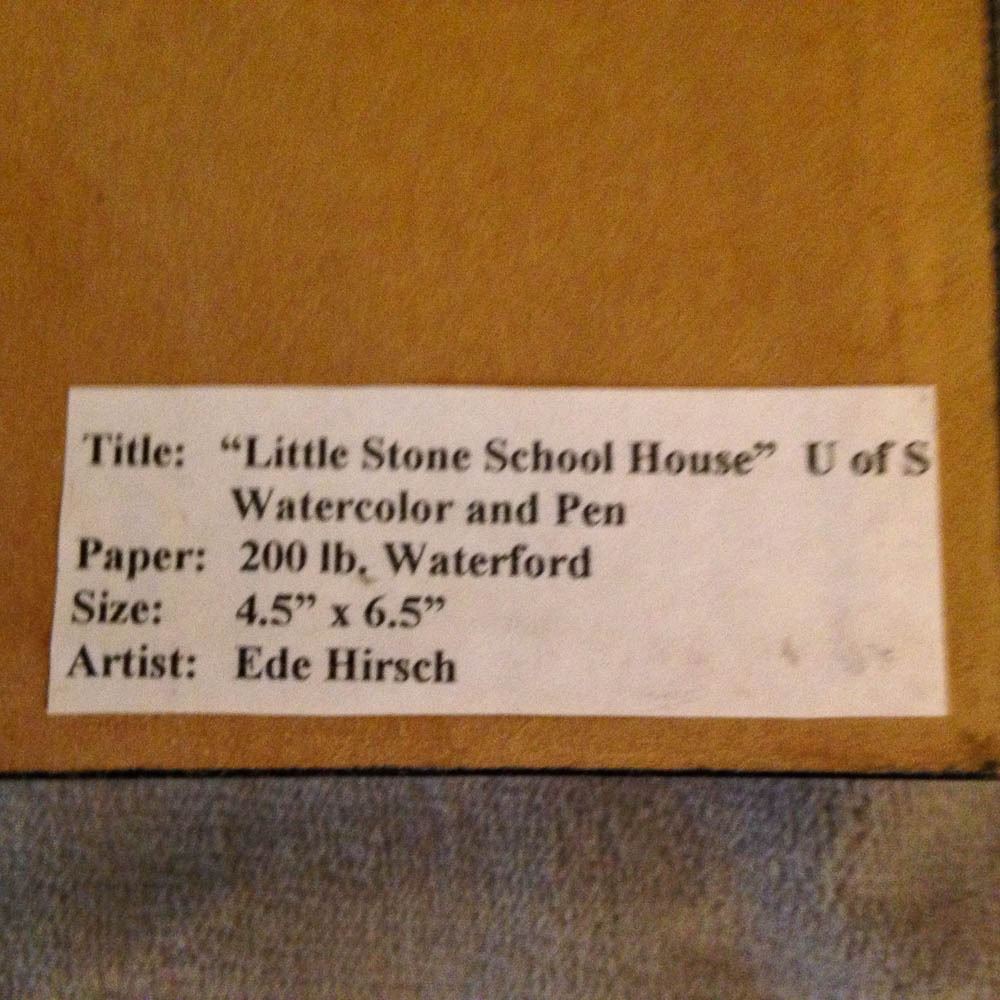 Title: “Little Stone School House” U of S
Watercolor and Pen
Paper: 200 lb. Waterford
Size: 4.5” x 6.5”
Artist: Ede Hirsch